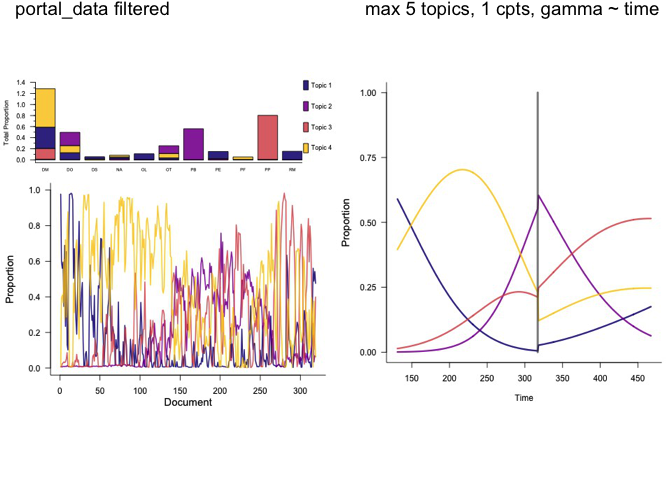 portal_data filtered
max 5 topics, 1 cpts, gamma ~ time
Total Proportion
1.4
1.2
1.0
0.8
0.6
0.4
0.2
0.0
DM DO DS NA OL OT PB PE PF PP RM
Topic 1
Topic 2
Topic 3
Topic 4
Proportion
1.0
0.8
0.6
0.4
0.2
0.0
0 50 100 150 200 250 300
Document
Proportion
1.00
0.75
0.50
0.25
0.00
150 200 250 300 350 400 450
Time